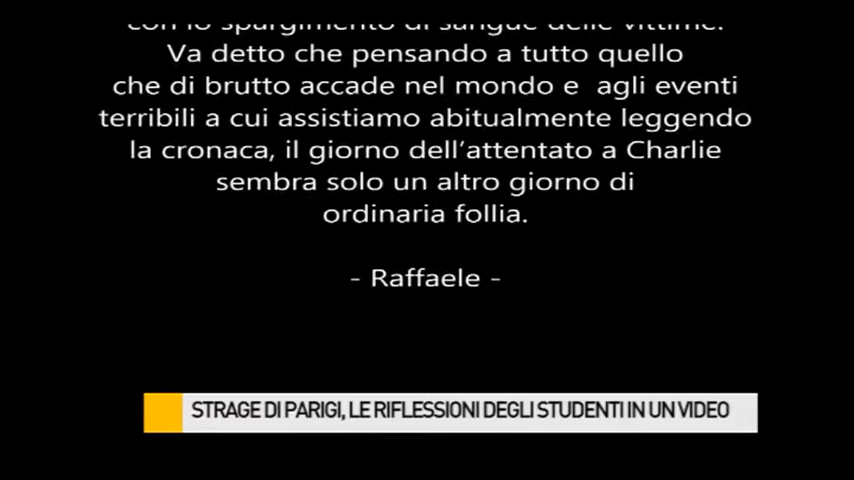 con lo spargimento di sangue delle vittime.
Va detto che pensando a tutto quello
che di brutto accade nel mondo e agli eventi
terribili a cui assistiamo abitualmente leggendo
la cronaca, il giorno dell'attentato a Charlie
sembra solo un altro giorno di
ordinaria follia.
- Raffaele -
STRAGE DI PARIGI, LE RIFLESSIONI DEGLI STUDENTI IN UN VIDEO